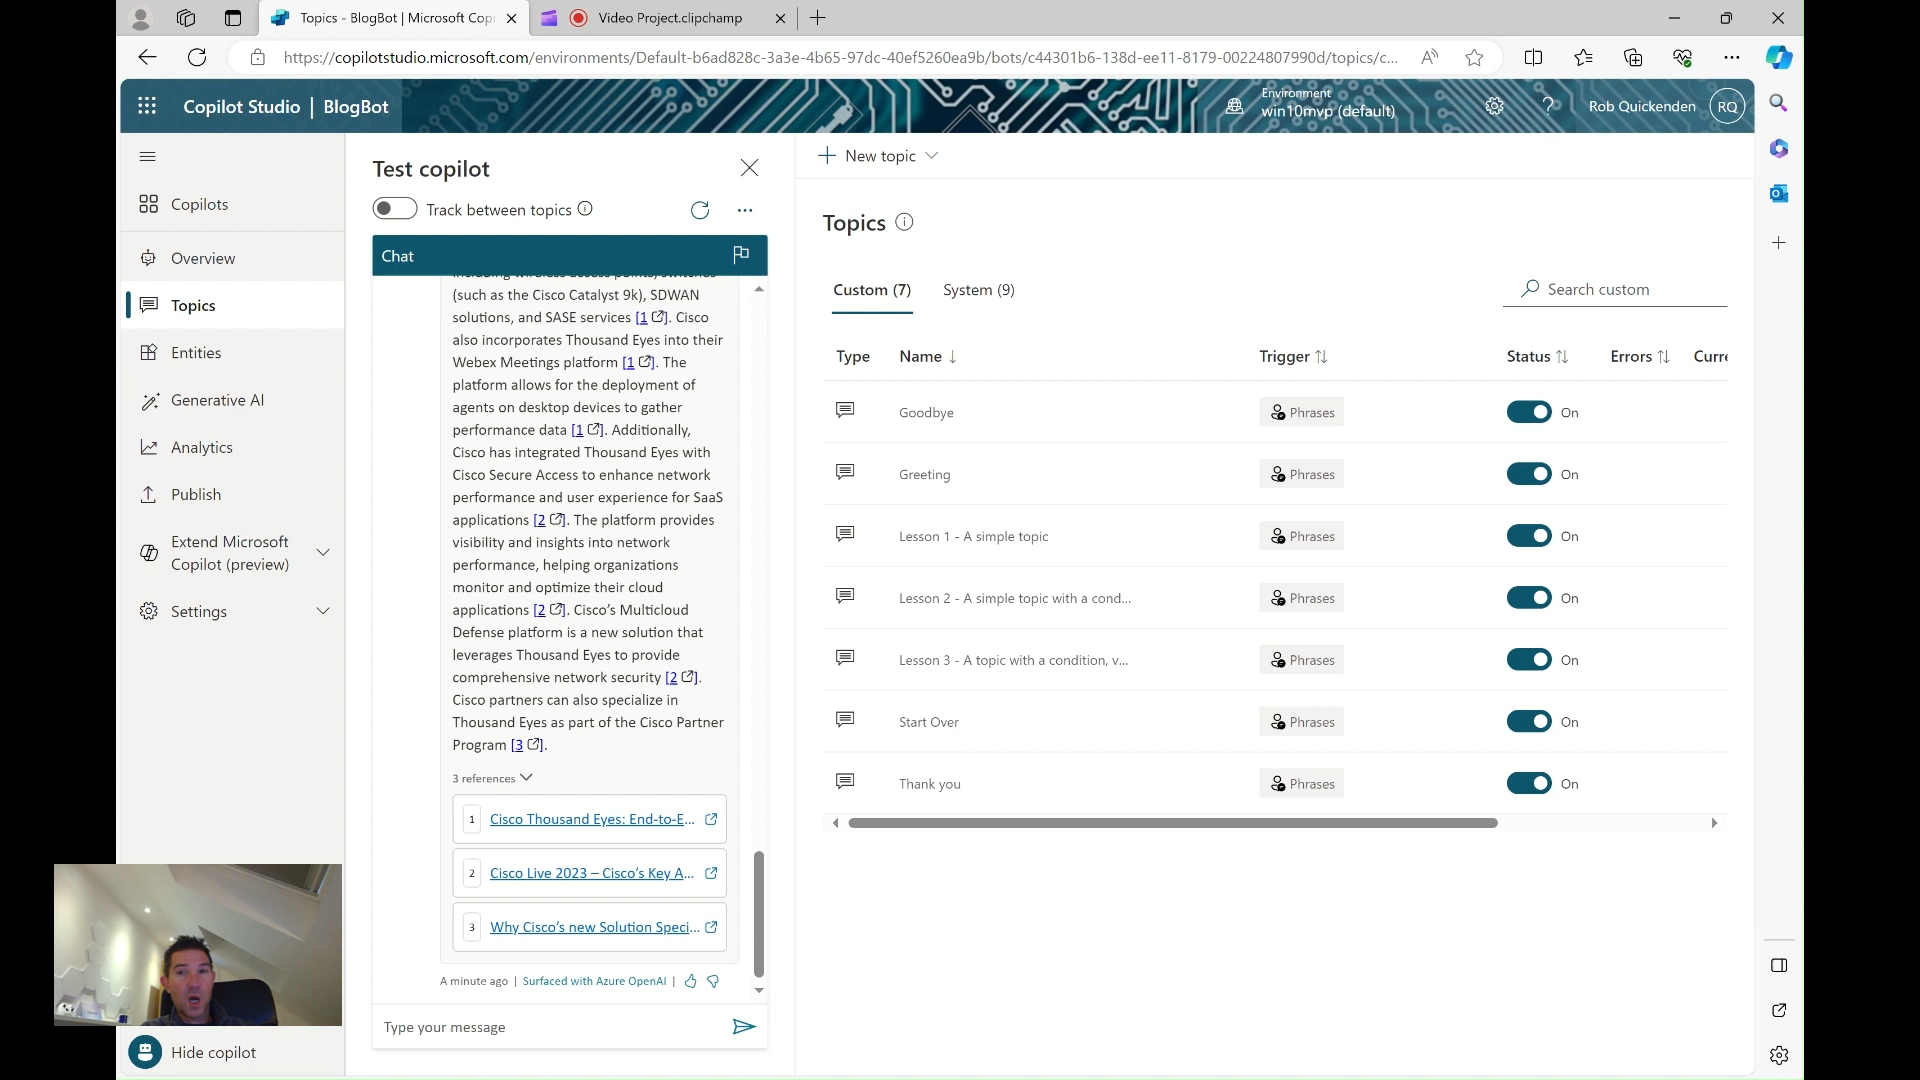 Topics - BlogBot | Microsoft Cop
Video Project.clipchamp
https://copilotstudio.microsoft.com/environments/Default-b6ad828c-3a3e-4b65-97dc-40ef5260ea9b/bots/c44301b6-138d-ee11-8179-00224807990d/topics/c...
Copilot Studio | BlogBot
Environment
win10mvp (default)
?
Rob Quickenden
RQ
Copilots
Overview
Topics
Entities
Generative AI
Analytics
Publish
Extend Microsoft
Copilot (preview)
Settings
Hide copilot
Test copilot
Track between topics
Chat
including wireless access points, switches
(such as the Cisco Catalyst 9k), SDWAN
solutions, and SASE services [1]. Cisco
also incorporates Thousand Eyes into their
Webex Meetings platform [1]. The
platform allows for the deployment of
agents on desktop devices to gather
performance data [1]. Additionally,
Cisco has integrated Thousand Eyes with
Cisco Secure Access to enhance network
performance and user experience for SaaS
applications [2]. The platform provides
visibility and insights into network
performance, helping organizations
monitor and optimize their cloud
applications [2]. Cisco’s Multicloud
Defense platform is a new solution that
leverages Thousand Eyes to provide
comprehensive network security [2].
Cisco partners can also specialize in
Thousand Eyes as part of the Cisco Partner
Program [3].
3 references
1 Cisco Thousand Eyes: End-to-E...
2 Cisco Live 2023 – Cisco’s Key A...
3 Why Cisco’s new Solution Speci...
A minute ago | Surfaced with Azure OpenAI |
Type your message
New topic
Topics
Custom (7)
System (9)
Search custom
Type Name Trigger Status Errors Curre
Goodbye Phrases On
Greeting Phrases On
Lesson 1 - A simple topic Phrases On
Lesson 2 - A simple topic with a cond... Phrases On
Lesson 3 - A topic with a condition, v... Phrases On
Start Over Phrases On
Thank you Phrases On